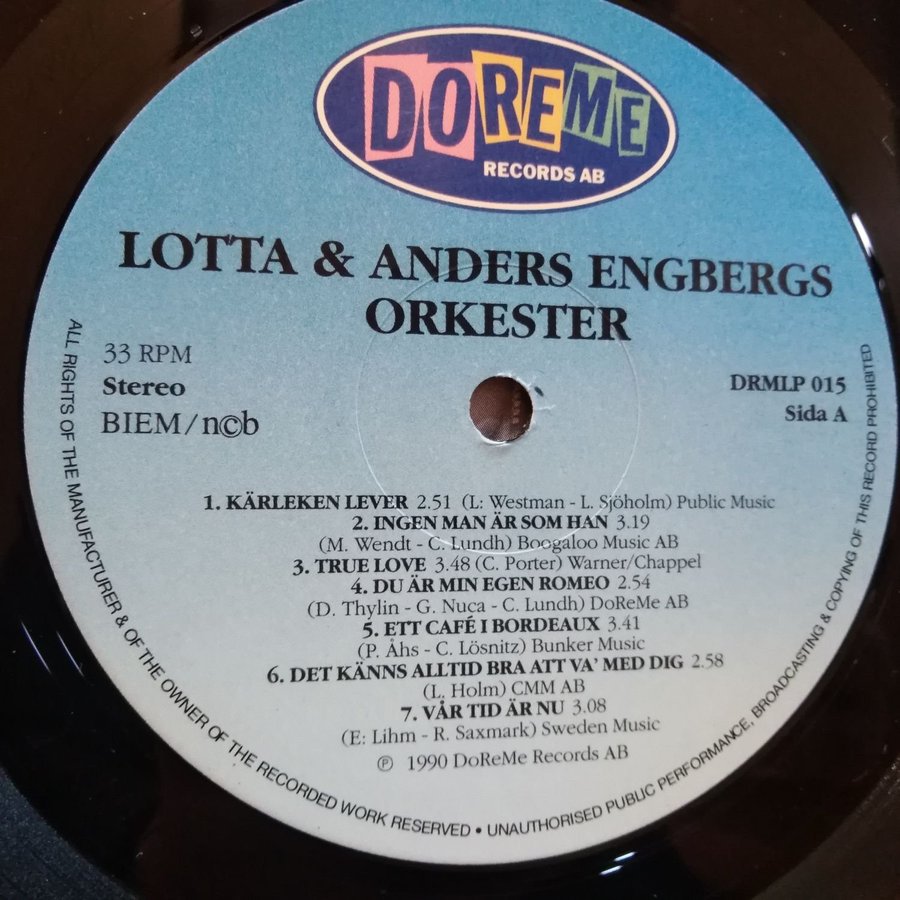 DOREME
RECORDS AB
LOTTA & ANDERS ENGBERGS
ORKESTER
33 RPM
Stereo
BIEM/n©b
DRMLP 015
Sida A
1. KÄRLEKEN LEVER 2.51 (L: Westman - L. Sjöholm) Public Music
2. INGEN MAN ÄR SOM HAN 3.19
(M. Wendt - C. Lundh) Boogaloo Music AB
3. TRUE LOVE 3.48 (C. Porter) Warner/Chappel
4. DU ÄR MIN EGEN ROMEO 2.54
(D. Thylin - G. Nuca - C. Lundh) DoReMe AB
5. ETT CAFÉ I BORDEAUX 3.41
(P. Åhs - C. Lösnitz) Bunker Music
6. DET KÄNNS ALLTID BRA ATT VA' MED DIG 2.58
(L. Holm) CMM AB
7. VÅR TID ÄR NU 3.08
(E: Lihm - R. Saxmark) Sweden Music
℗ 1990 DoReMe Records AB
ALL RIGHTS OF THE MANUFACTURER & OF THE OWNER OF THE RECORDED WORK RESERVED • UNAUTHORISED PUBLIC PERFORMANCE, BROADCASTING & COPYING OF THIS RECORD PROHIBITED